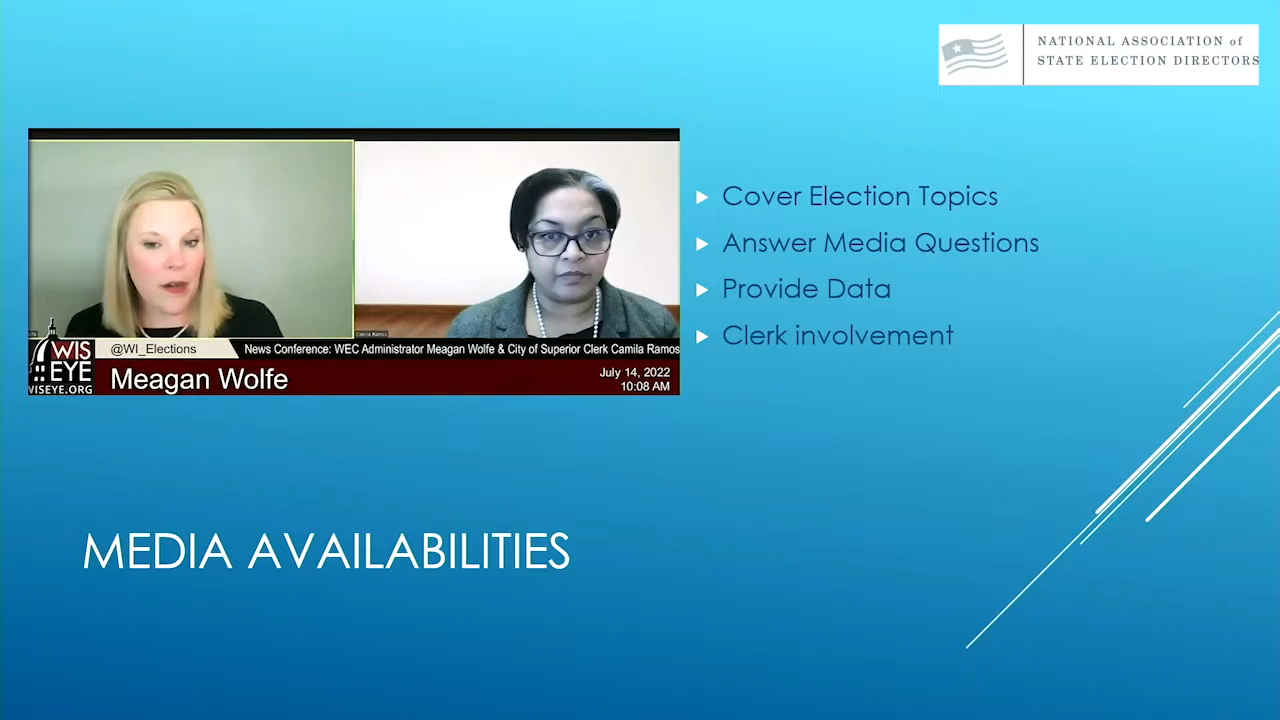 NATIONAL ASSOCIATION of
STATE ELECTION DIRECTORS
Cover Election Topics
Answer Media Questions
Provide Data
Clerk involvement
Camila Ramos
WIS
EYE
WISEYE.ORG
@WI_Elections
News Conference: WEC Administrator Meagan Wolfe & City of Superior Clerk Camila Ramos
Meagan Wolfe
July 14, 2022
10:08 AM
MEDIA AVAILABILITIES